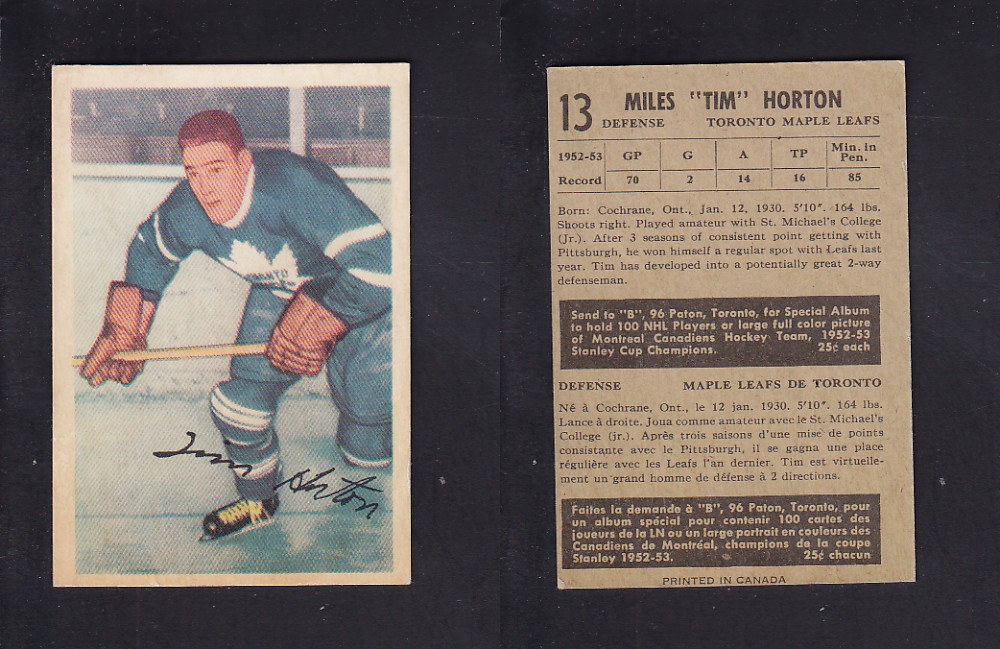 TORONTO
Tim Horton
13 MILES "TIM" HORTON
DEFENSE TORONTO MAPLE LEAFS
1952-53 GP G A TP Min. in Pen.
Record 70 2 14 16 85
Born: Cochrane, Ont., Jan. 12, 1930. 5'10". 164 lbs.
Shoots right. Played amateur with St. Michael's College
(Jr.). After 3 seasons of consistent point getting with
Pittsburgh, he won himself a regular spot with Leafs last
year. Tim has developed into a potentially great 2-way
defenseman.
Send to "B", 96 Paton, Toronto, for Special Album
to hold 100 NHL Players or large full color picture
of Montreal Canadiens Hockey Team, 1952-53
Stanley Cup Champions. 25¢ each
DEFENSE MAPLE LEAFS DE TORONTO
Né à Cochrane, Ont., le 12 jan. 1930. 5'10". 164 lbs.
Lance à droite. Joua comme amateur avec le St. Michael's
College (jr.). Après trois saisons d'une mise de points
consistante avec le Pittsburgh, il se gagna une place
régulière avec les Leafs l'an dernier. Tim est virtuelle-
ment un grand homme de défense à 2 directions.
Faites la demande à "B", 96 Paton, Toronto, pour
un album spécial pour contenir 100 cartes des
joueurs de la LN ou un large portrait en couleurs des
Canadiens de Montréal, champions de la coupe
Stanley 1952-53. 25¢ chacun
PRINTED IN CANADA